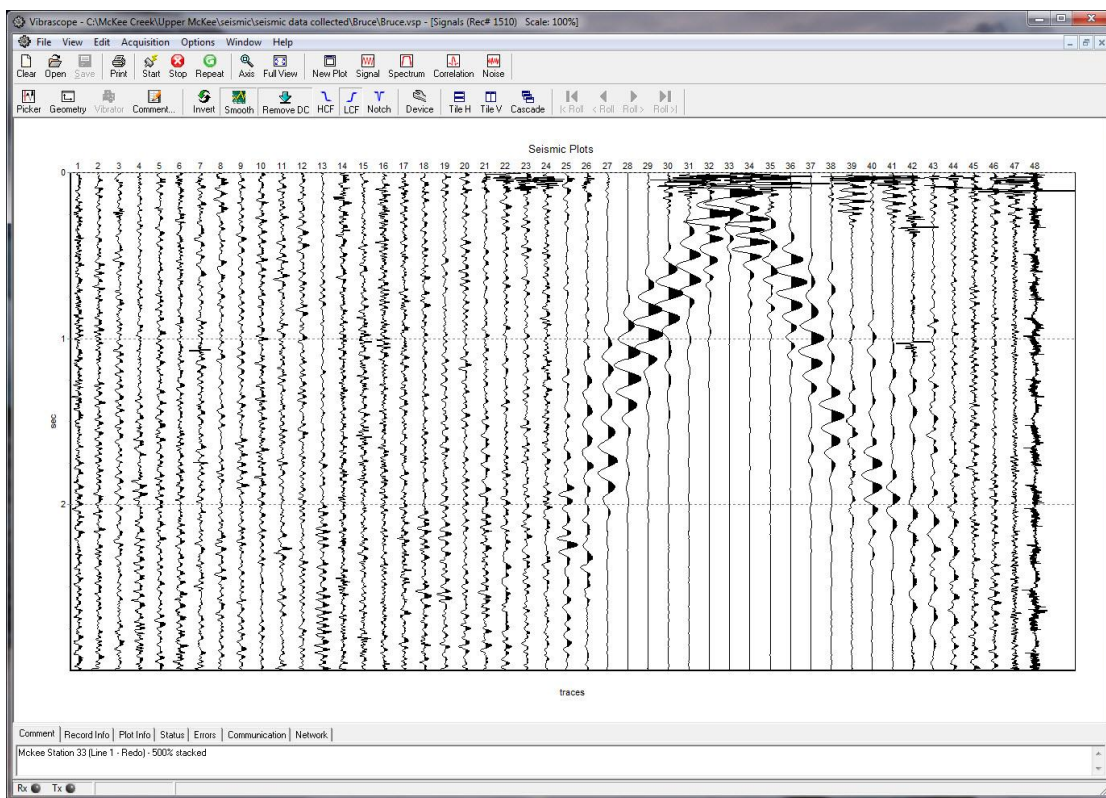 Vibrascope - C:\McKee Creek\Upper McKee\seismic\seismic data collected\Bruce\Bruce.vsp - [Signals (Rec# 1510) Scale: 100%]
File View Edit Acquisition Options Window Help
Clear Open Save Print Start Stop Repeat Axis Full View New Plot Signal Spectrum Correlation Noise
Picker Geometry Vibrator Comment... Invert Smooth Remove DC HCF LCF Notch Device Tile H Tile V Cascade |< Roll < Roll Roll > Roll >|
Seismic Plots
1 2 3 4 5 6 7 8 9 10 11 12 13 14 15 16 17 18 19 20 21 22 23 24 25 26 27 28 29 30 31 32 33 34 35 36 37 38 39 40 41 42 43 44 45 46 47 48
0
1
sec
2
traces
Comment Record Info Plot Info Status Errors Communication Network
Mckee Station 33 (Line 1 - Redo) - 500% stacked
Rx Tx